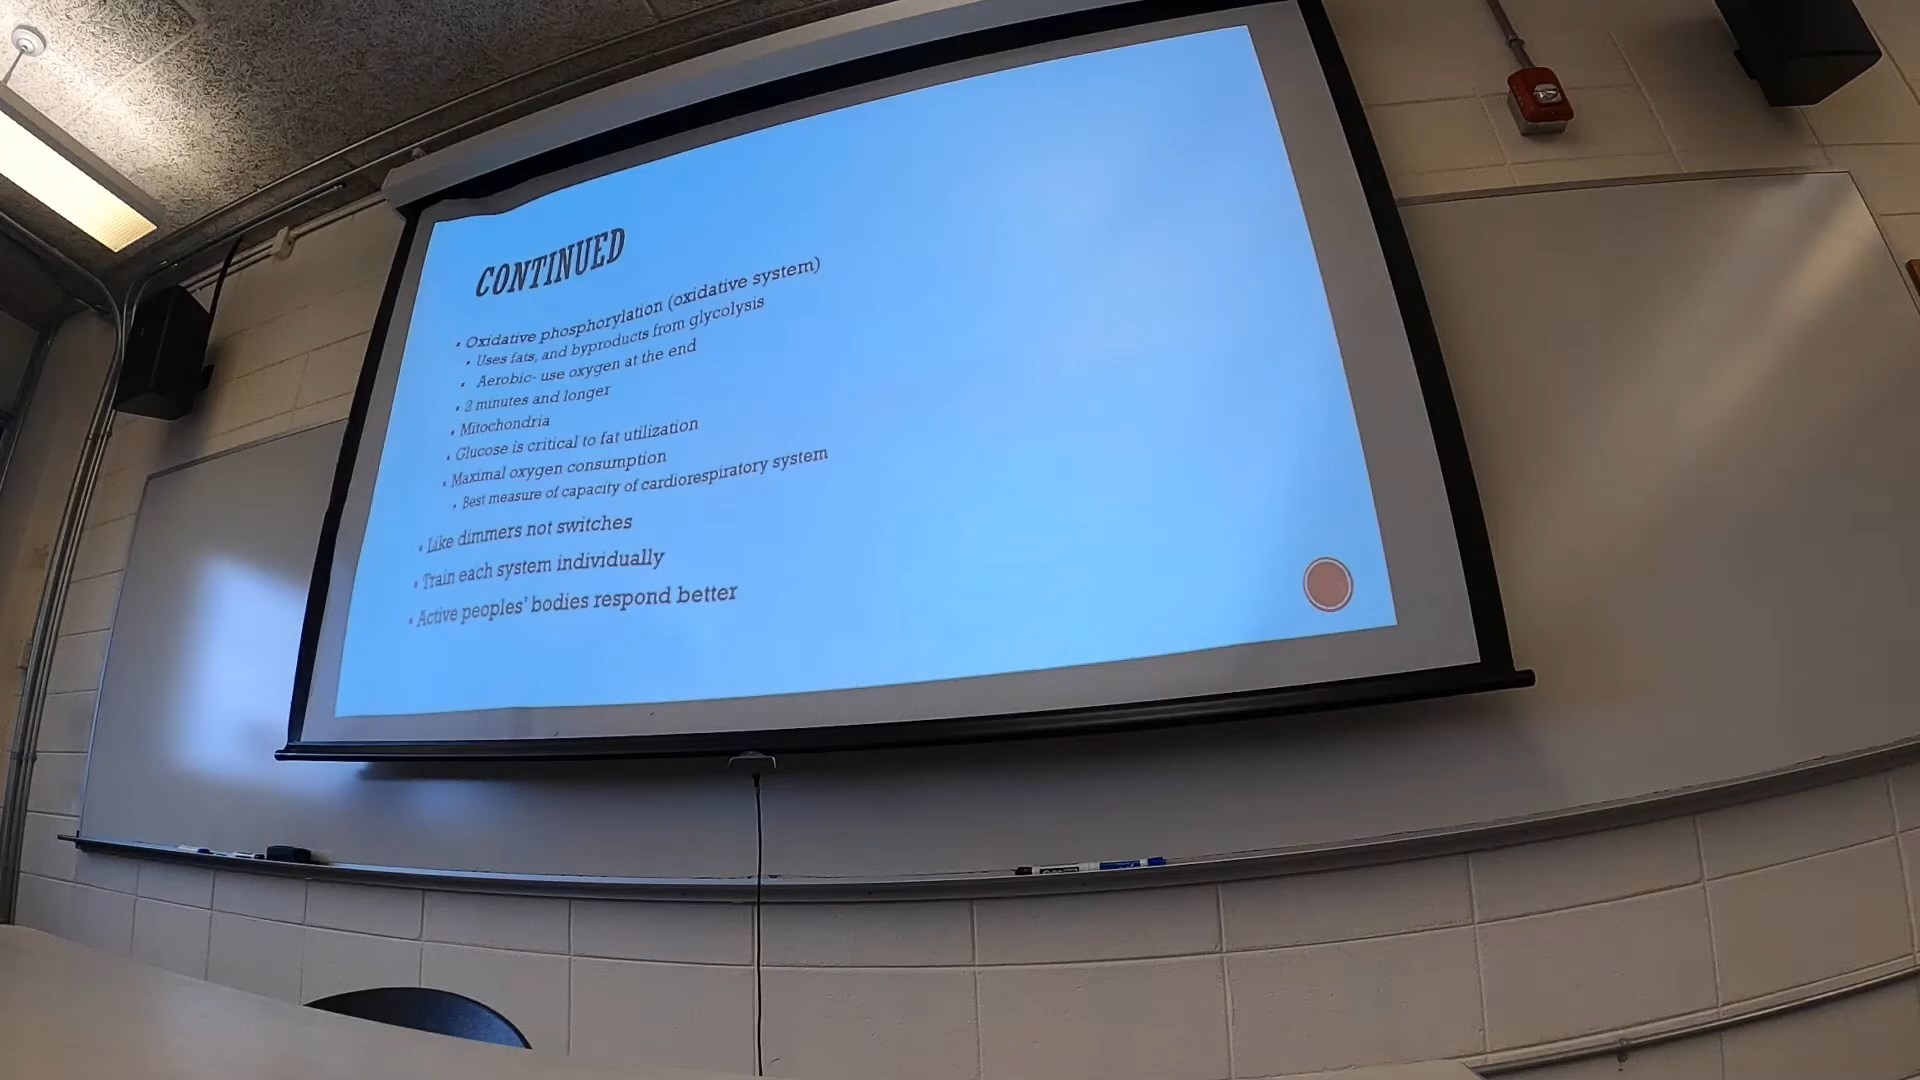 CONTINUED
• Oxidative phosphorylation (oxidative system)
• Uses fats, and byproducts from glycolysis
• Aerobic- use oxygen at the end
• 2 minutes and longer
• Mitochondria
• Glucose is critical to fat utilization
• Maximal oxygen consumption
• Best measure of capacity of cardiorespiratory system
• Like dimmers not switches
• Train each system individually
• Active peoples' bodies respond better